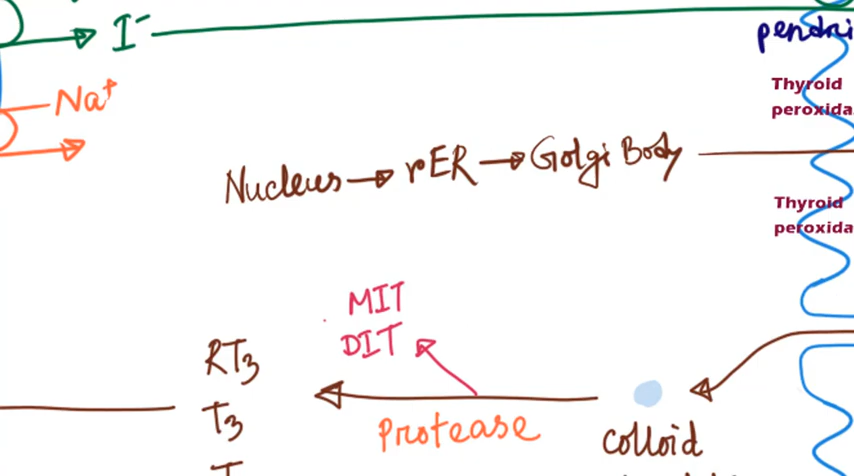 I⁻
pendri
Na⁺
Thyroid
peroxida
Nucleus → rER → Golgi Body
Thyroid
peroxida
MIT
DIT
RT₃
T₃
Protease
colloid